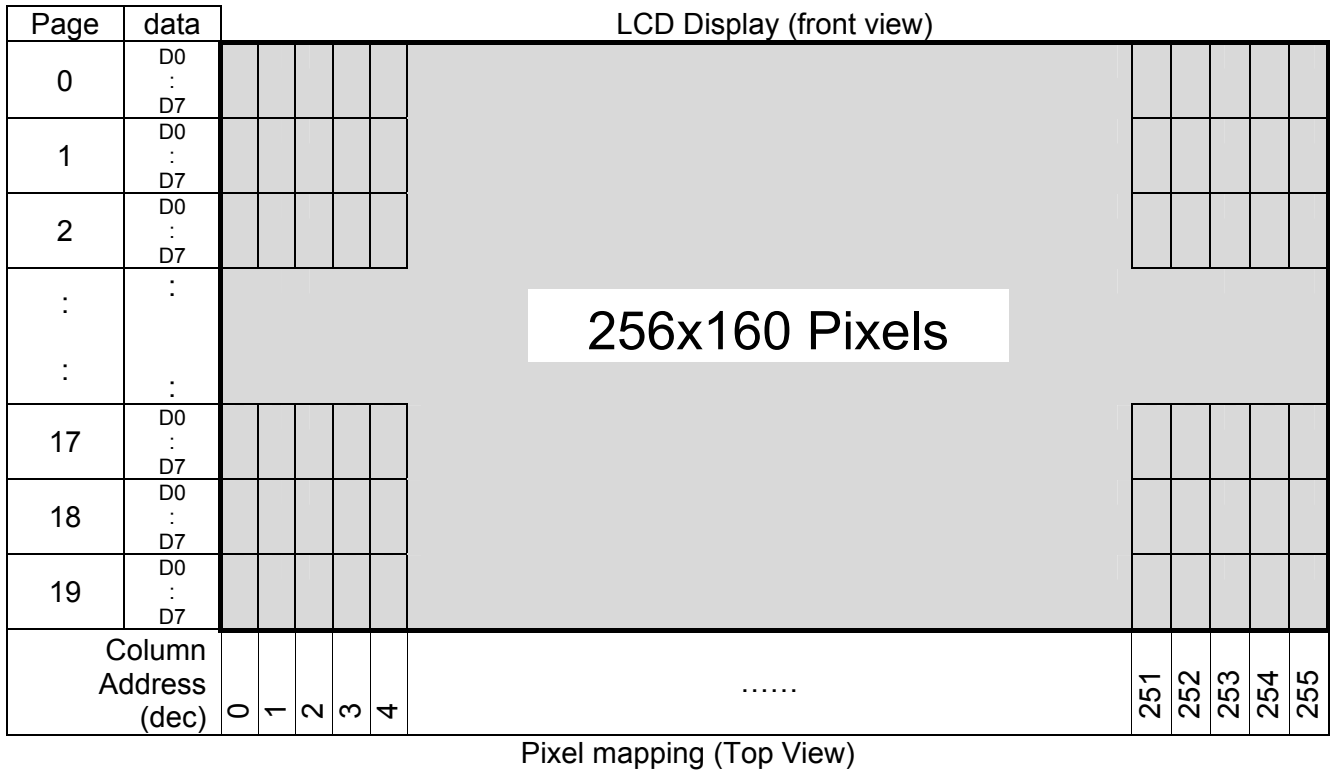 Page data LCD Display (front view)
0 D0
:
D7
1 D0
:
D7
2 D0
:
D7
: :
256x160 Pixels
: :
17 D0
:
D7
18 D0
:
D7
19 D0
:
D7
Column
Address
(dec) 0 1 2 3 4 …… 251 252 253 254 255
Pixel mapping (Top View)